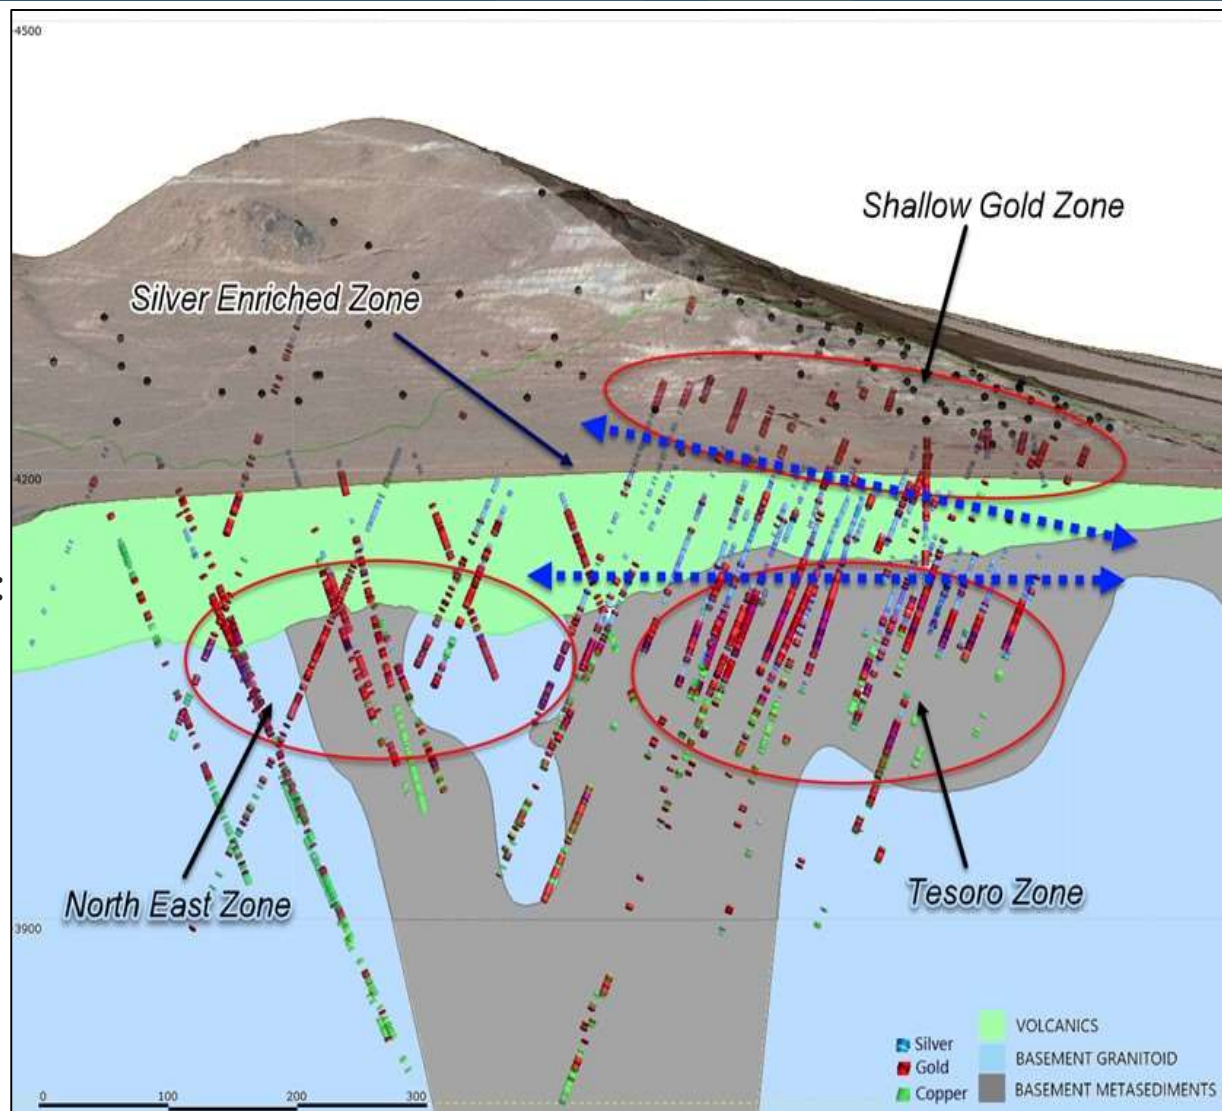 4500
Shallow Gold Zone
Silver Enriched Zone
4200
North East Zone
Tesoro Zone
3900
VOLCANICS
Silver
BASEMENT GRANITOID
Gold
BASEMENT METASEDIMENTS
Copper
0 100 200 300